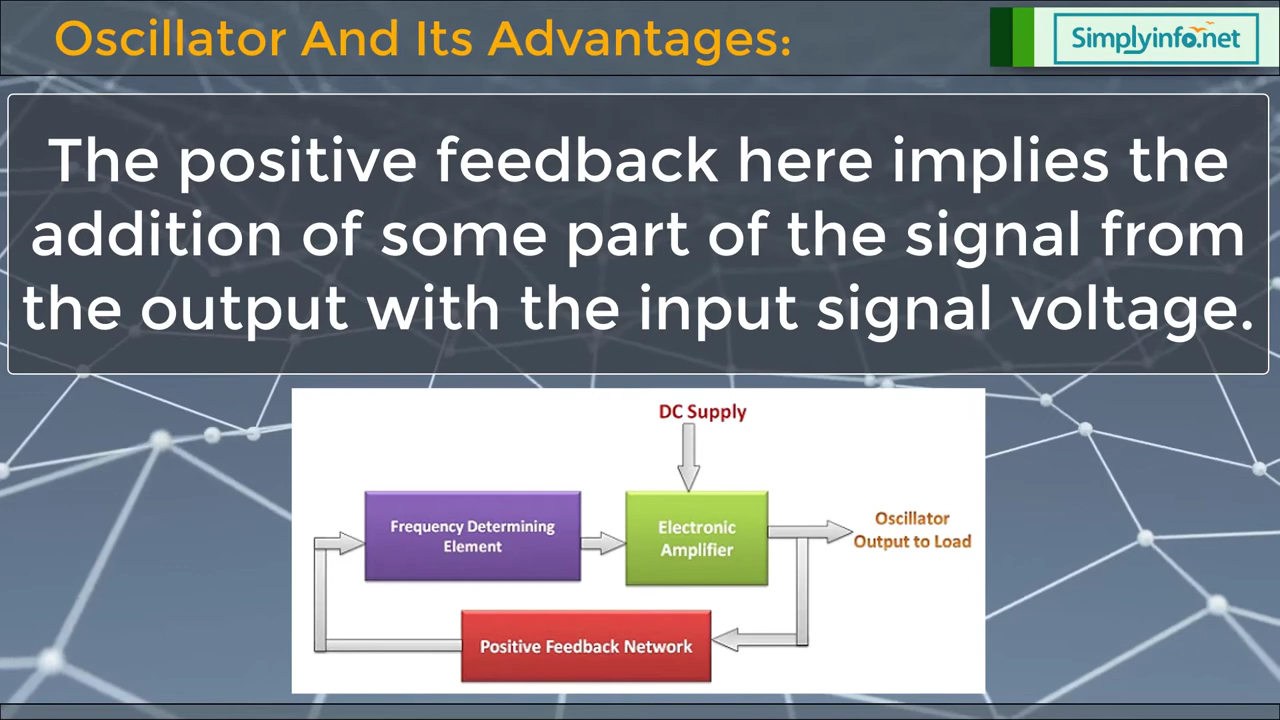 Oscillator And Its Advantages:
Simplyinfo.net
The positive feedback here implies the
addition of some part of the signal from
the output with the input signal voltage.
DC Supply
Frequency Determining
Element
Electronic
Amplifier
Oscillator
Output to Load
Positive Feedback Network